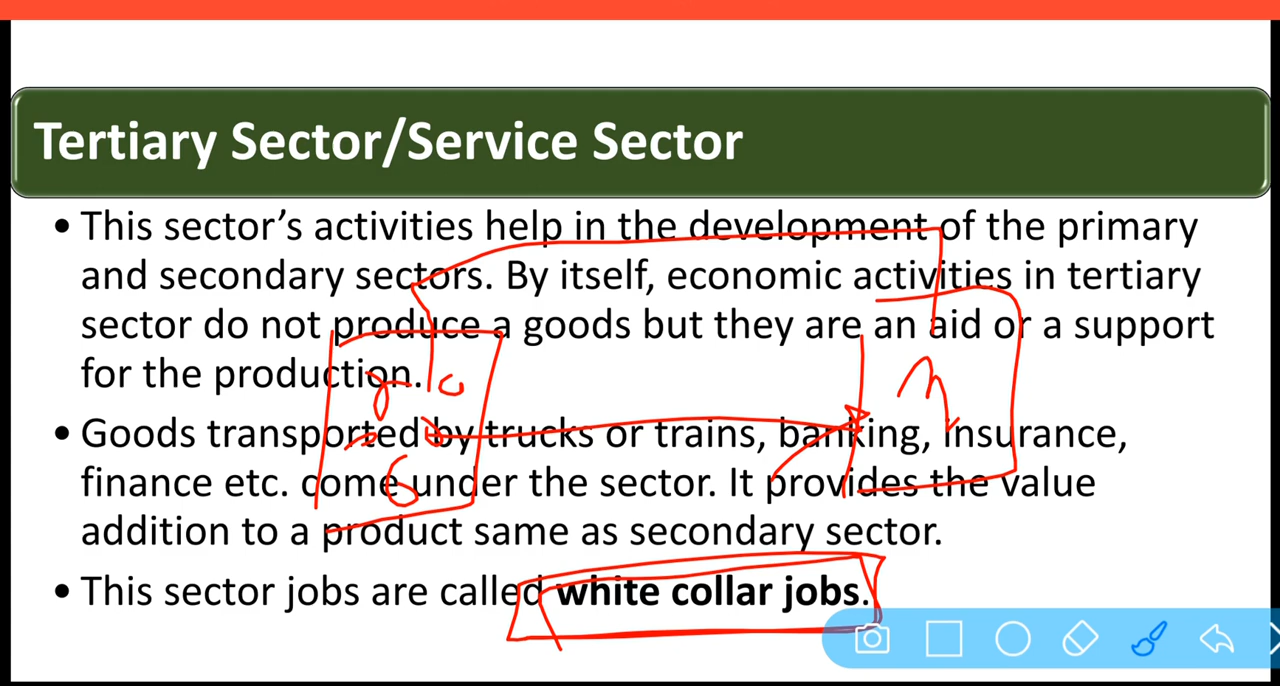 Tertiary Sector/Service Sector
• This sector's activities help in the development of the primary
and secondary sectors. By itself, economic activities in tertiary
sector do not produce a goods but they are an aid or a support
for the production.
• Goods transported by trucks or trains, banking, insurance,
finance etc. come under the sector. It provides the value
addition to a product same as secondary sector.
• This sector jobs are called white collar jobs.